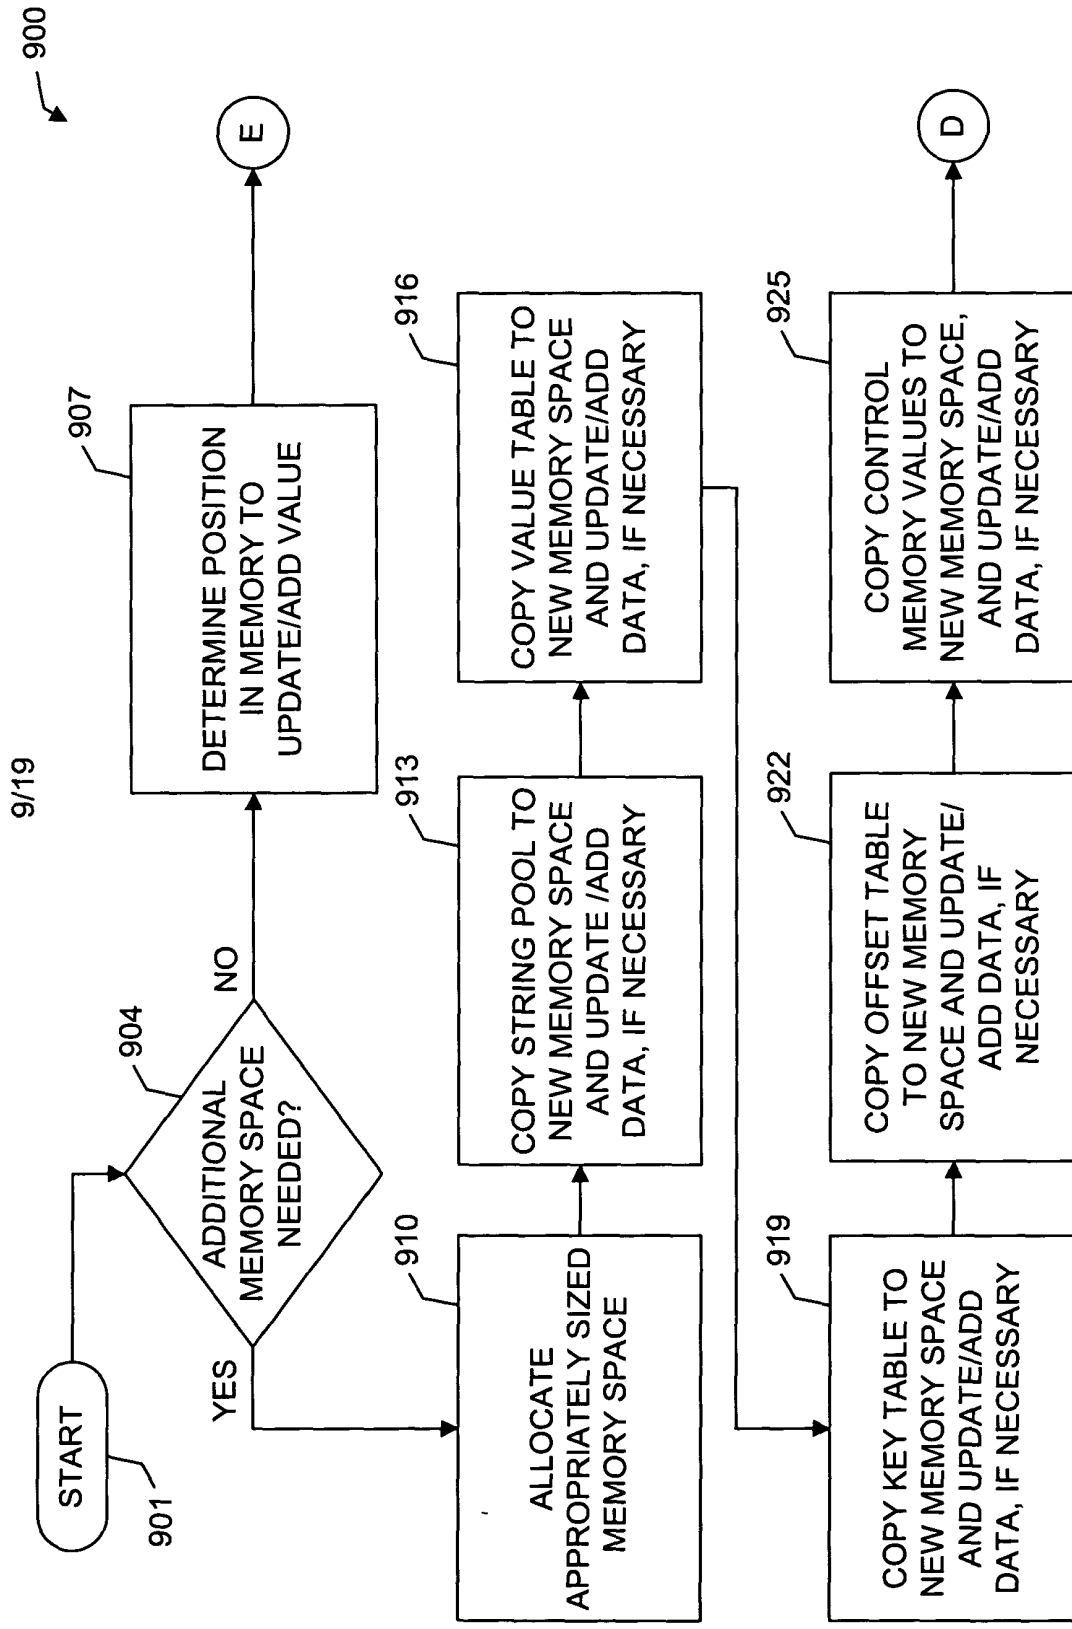 9/19
900
START
901
904
ADDITIONAL
MEMORY SPACE
NEEDED?
NO
YES
907
DETERMINE POSITION
IN MEMORY TO
UPDATE/ADD VALUE
E
910
ALLOCATE
APPROPRIATELY SIZED
MEMORY SPACE
913
COPY STRING POOL TO
NEW MEMORY SPACE
AND UPDATE /ADD
DATA, IF NECESSARY
916
COPY VALUE TABLE TO
NEW MEMORY SPACE
AND UPDATE/ADD
DATA, IF NECESSARY
919
COPY KEY TABLE TO
NEW MEMORY SPACE
AND UPDATE/ADD
DATA, IF NECESSARY
922
COPY OFFSET TABLE
TO NEW MEMORY
SPACE AND UPDATE/
ADD DATA, IF
NECESSARY
925
COPY CONTROL
MEMORY VALUES TO
NEW MEMORY SPACE,
AND UPDATE/ADD
DATA, IF NECESSARY
D